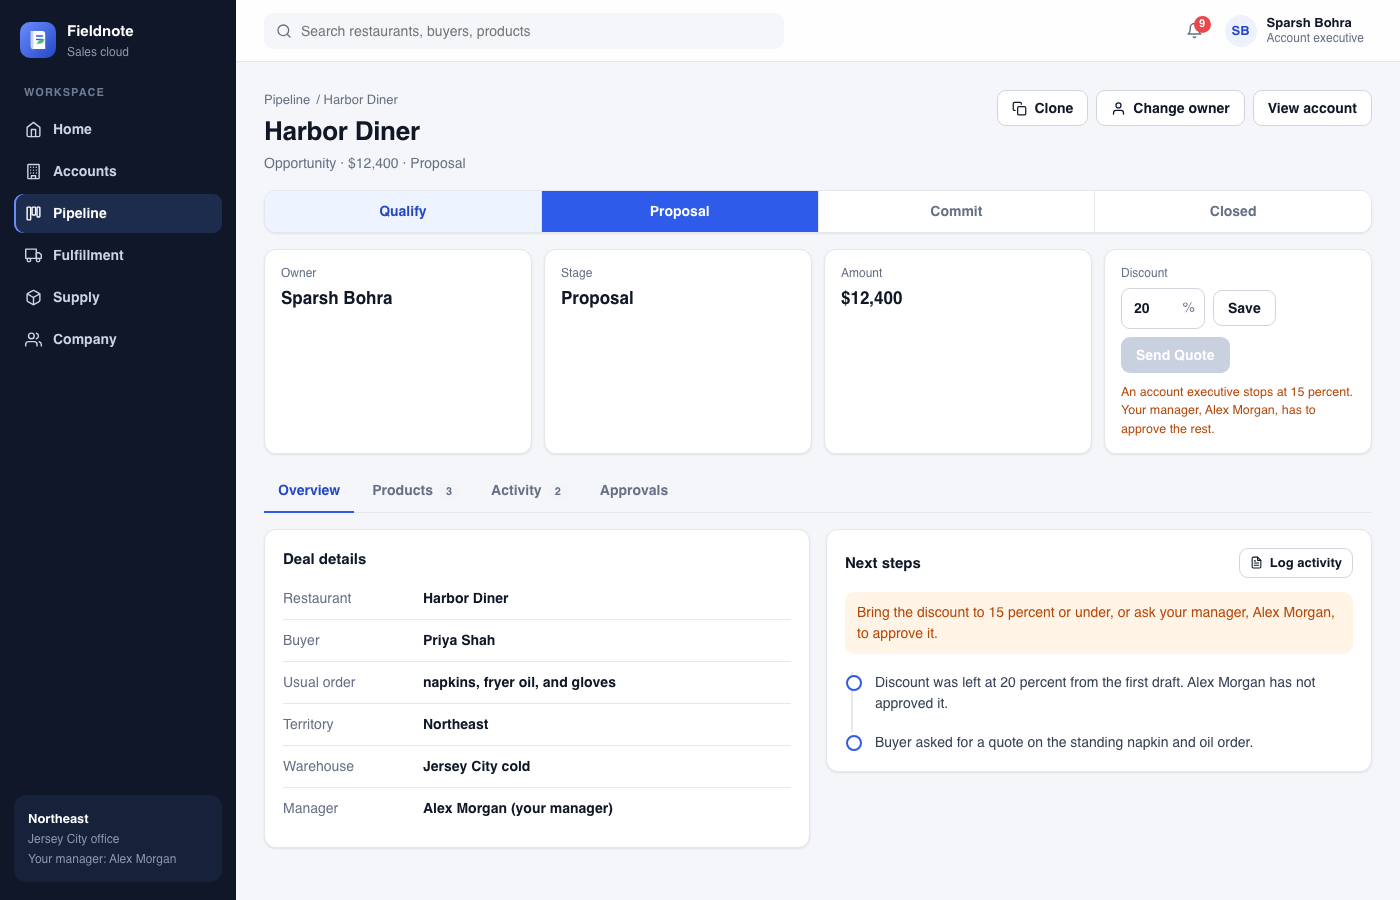 Fieldnote
Sales cloud
WORKSPACE
Home
Accounts
Pipeline
Fulfillment
Supply
Company
Northeast
Jersey City office
Your manager: Alex Morgan
Search restaurants, buyers, products
9
SB
Sparsh Bohra
Account executive
Pipeline / Harbor Diner
Harbor Diner
Opportunity · $12,400 · Proposal
Clone
Change owner
View account
Qualify
Proposal
Commit
Closed
Owner
Sparsh Bohra
Stage
Proposal
Amount
$12,400
Discount
20 %
Save
Send Quote
An account executive stops at 15 percent.
Your manager, Alex Morgan, has to
approve the rest.
Overview
Products 3
Activity 2
Approvals
Deal details
Restaurant Harbor Diner
Buyer Priya Shah
Usual order napkins, fryer oil, and gloves
Territory Northeast
Warehouse Jersey City cold
Manager Alex Morgan (your manager)
Next steps
Log activity
Bring the discount to 15 percent or under, or ask your manager, Alex Morgan,
to approve it.
Discount was left at 20 percent from the first draft. Alex Morgan has not
approved it.
Buyer asked for a quote on the standing napkin and oil order.